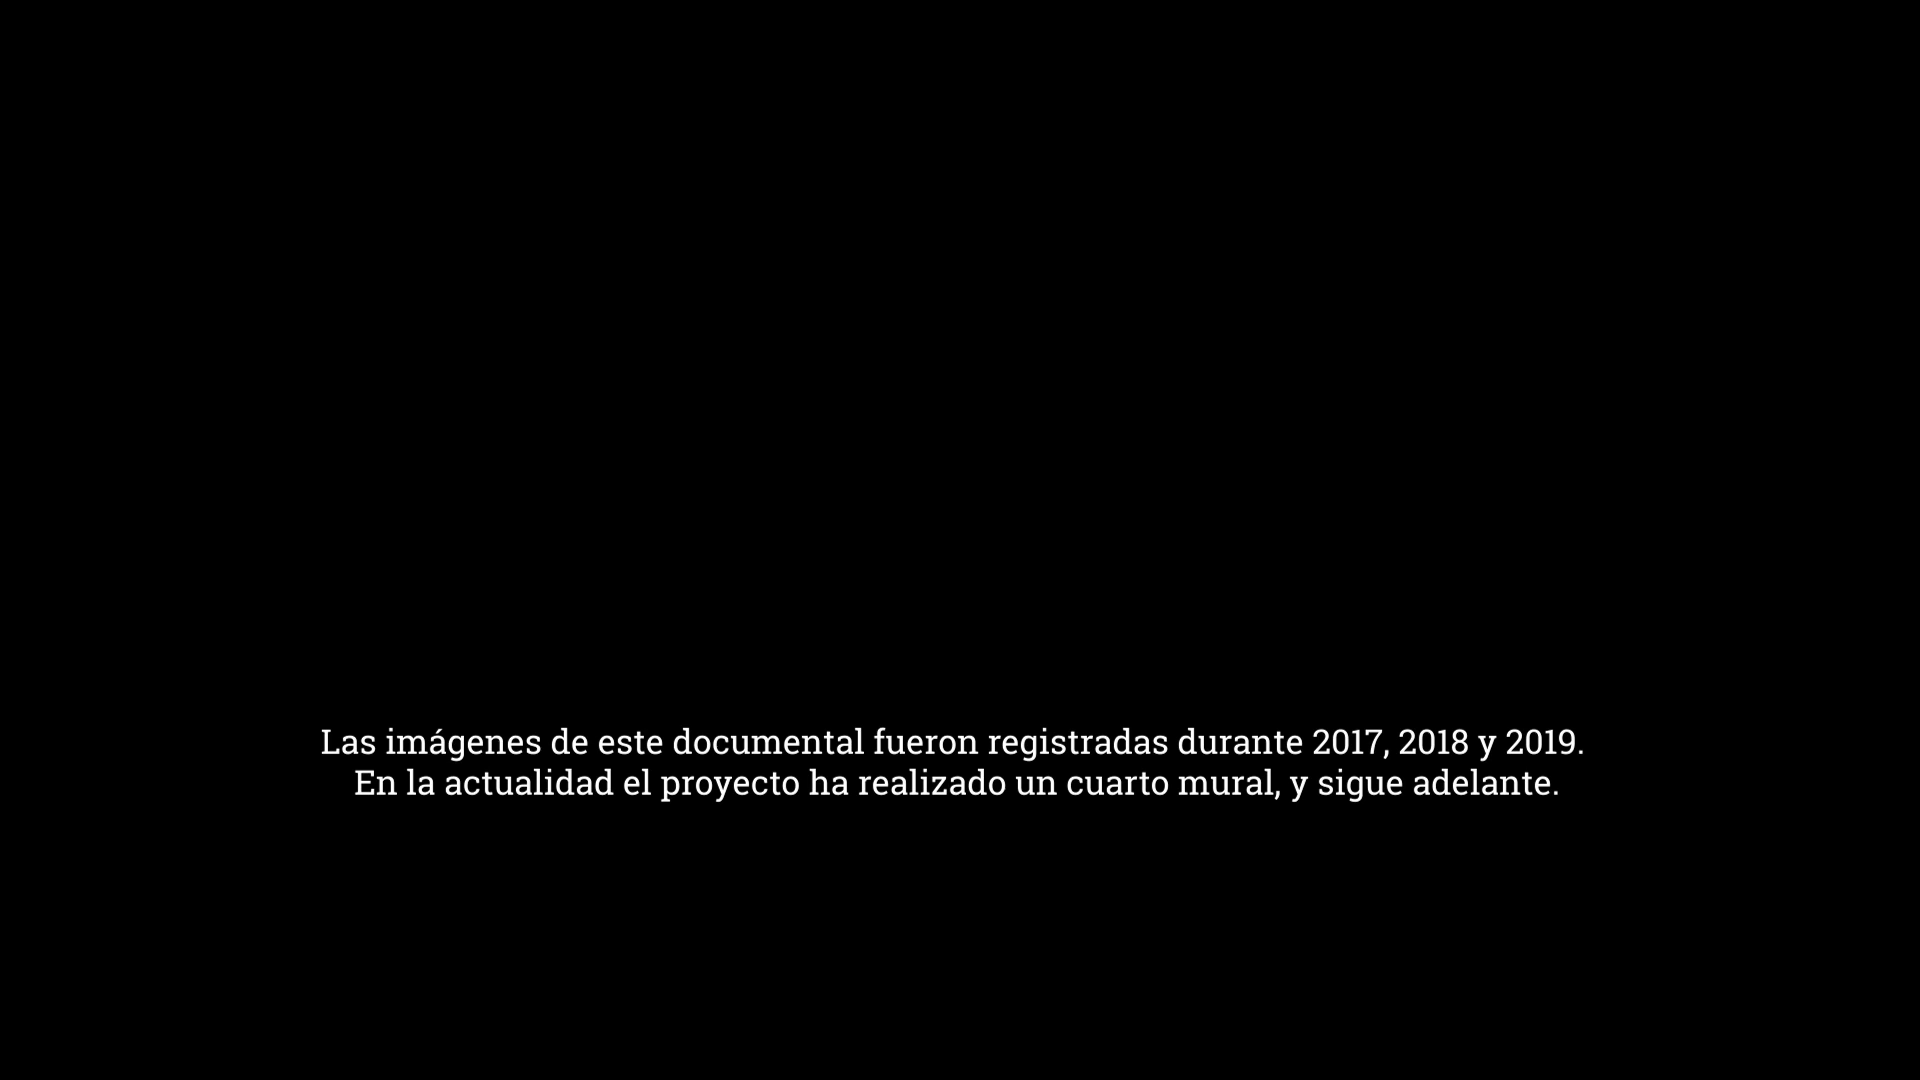 Las imágenes de este documental fueron registradas durante 2017, 2018 y 2019.
En la actualidad el proyecto ha realizado un cuarto mural, y sigue adelante.